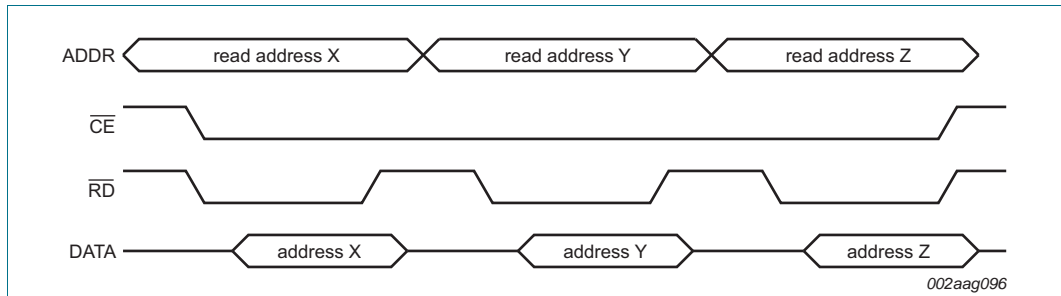 ADDR read address X read address Y read address Z
CE
RD
DATA address X address Y address Z
002aag096